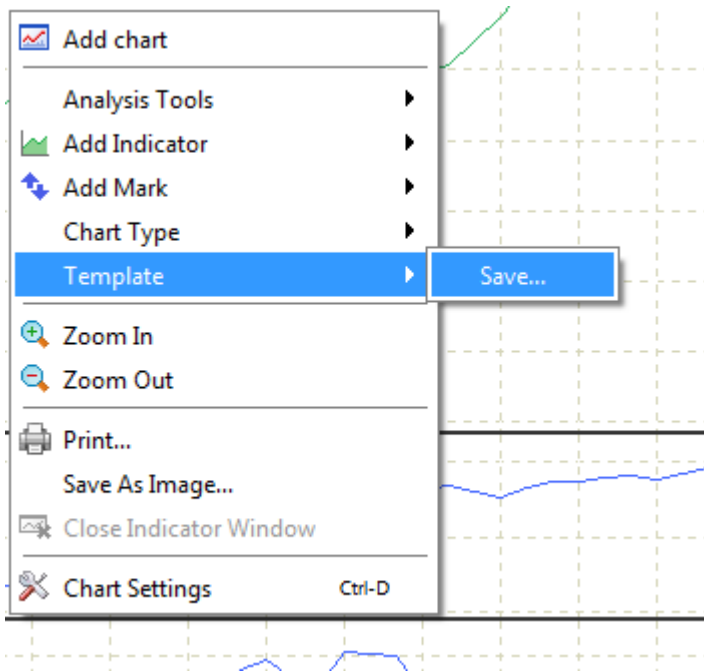 Add chart
Analysis Tools
Add Indicator
Add Mark
Chart Type
Template
Save...
Zoom In
Zoom Out
Print...
Save As Image...
Close Indicator Window
Chart Settings Ctrl-D